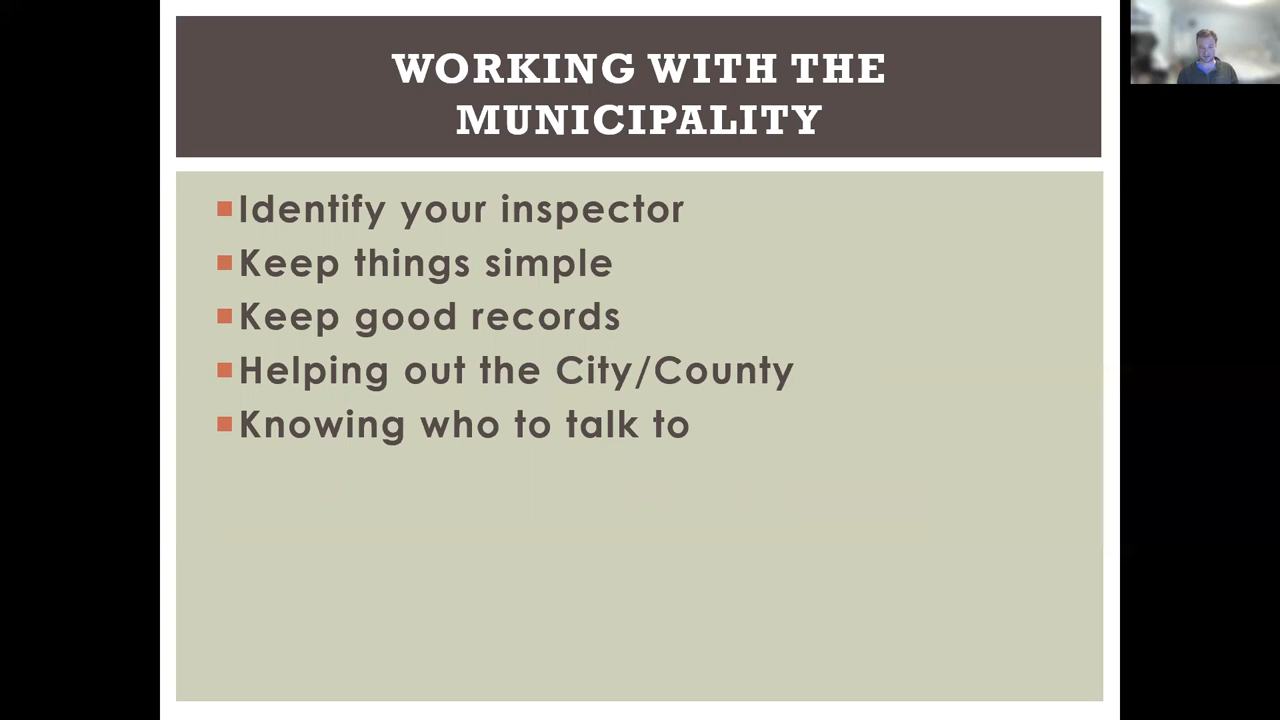 WORKING WITH THE
MUNICIPALITY
Identify your inspector
Keep things simple
Keep good records
Helping out the City/County
Knowing who to talk to